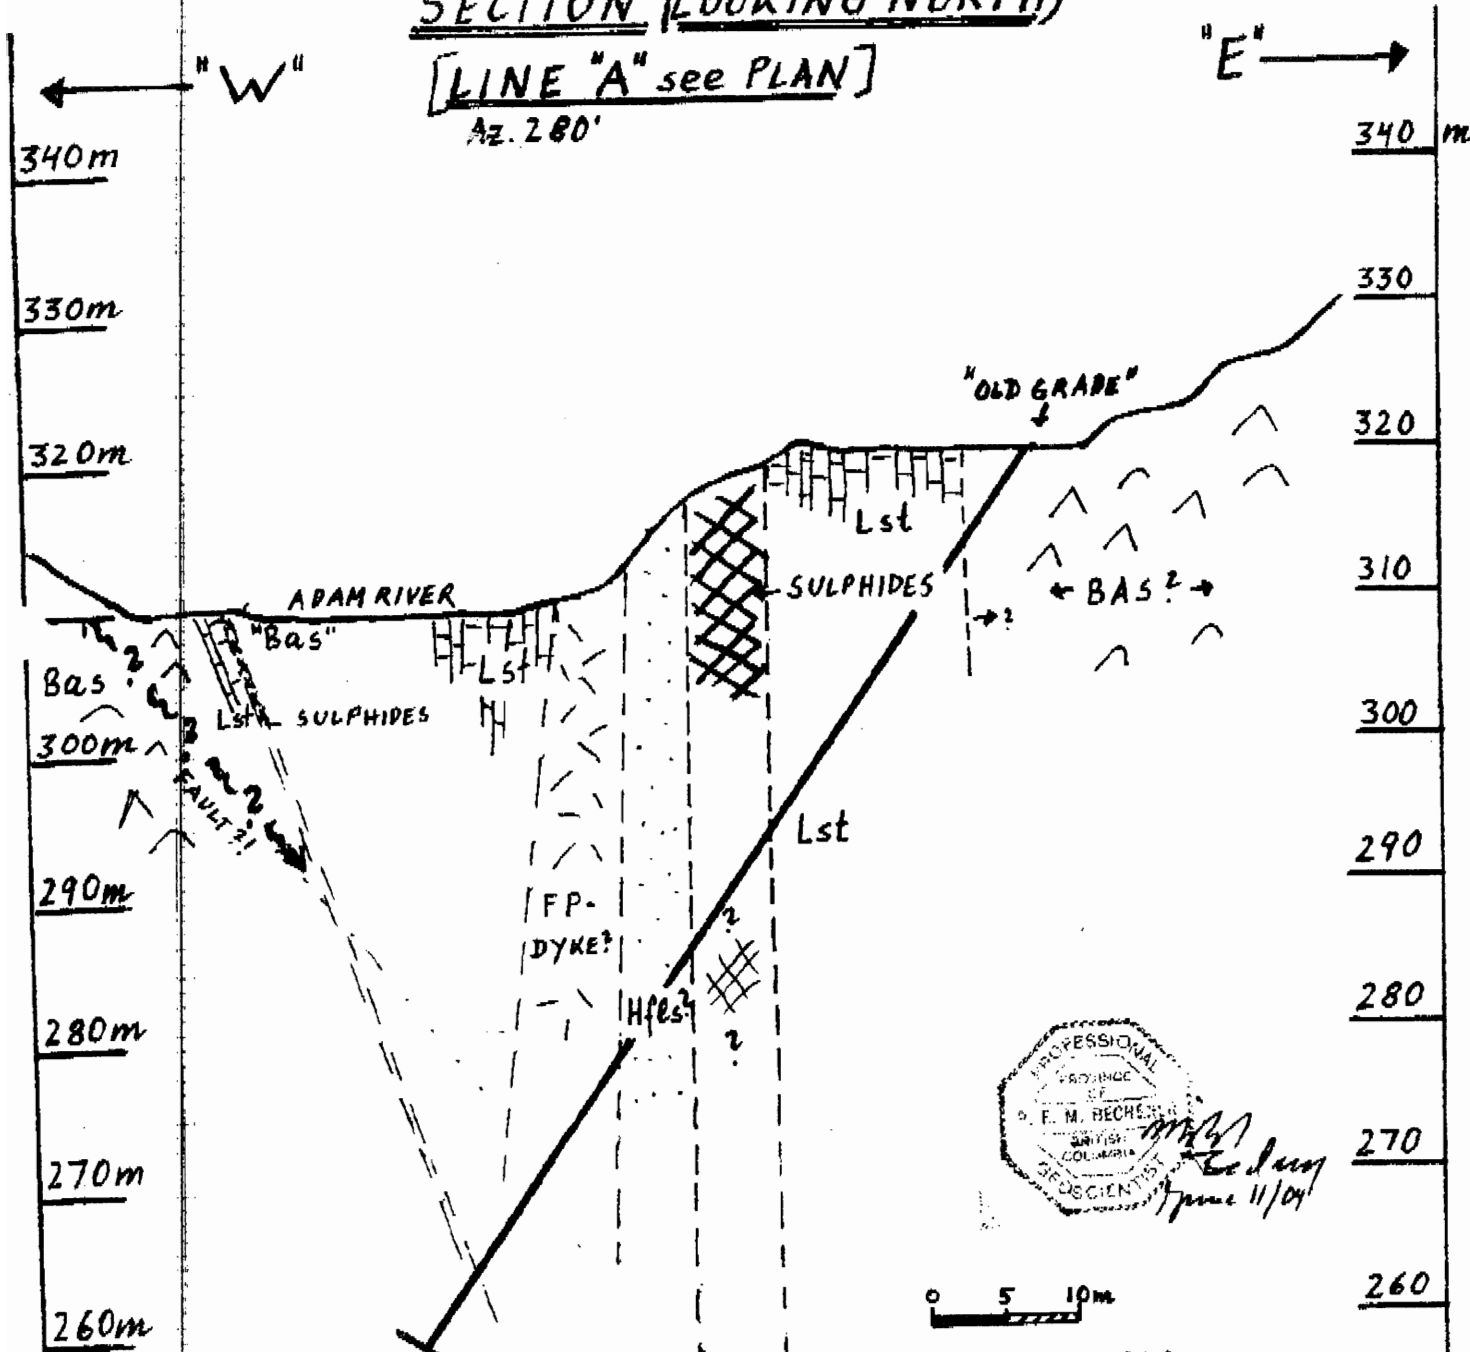 SECTION (LOOKING NORTH)
[LINE "A" see PLAN]
Az. 280'
"W"
"E"
340m
340 m
330m
330
"OLD GRADE"
320m
320
Lst
SULPHIDES
310
BAS?
?
ADAM RIVER
"Bas"
Lst
Bas
?
Lst
SULPHIDES
300m
300
?
?
FAULT?!
Lst
290m
290
FP-
DYKE?
?
Hfls?
?
280m
280
PROFESSIONAL
PROVINCE
OF
F. M. BECHE
BRITISH
COLUMBIA
GEOSCIENTIST
June 11/04
270m
270
0 5 10m
260m
260